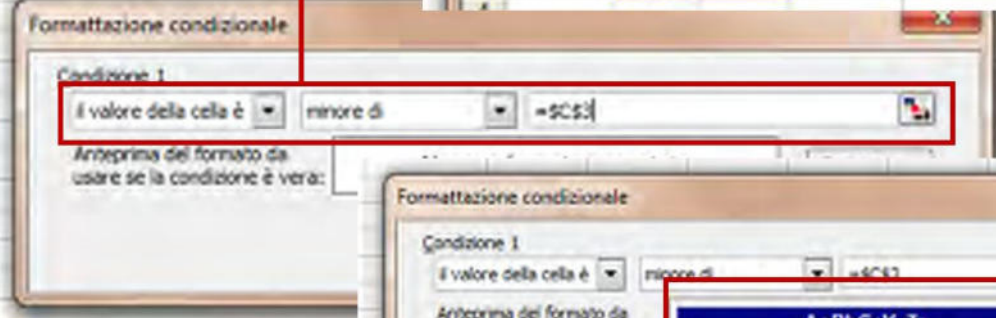 Formattazione condizionale
Condizione 1
il valore della cella è minore di =$C$3
Anteprima del formato da
usare se la condizione è vera:
Formattazione condizionale
Condizione 1
il valore della cella è minore di =$C$3
Anteprima del formato da